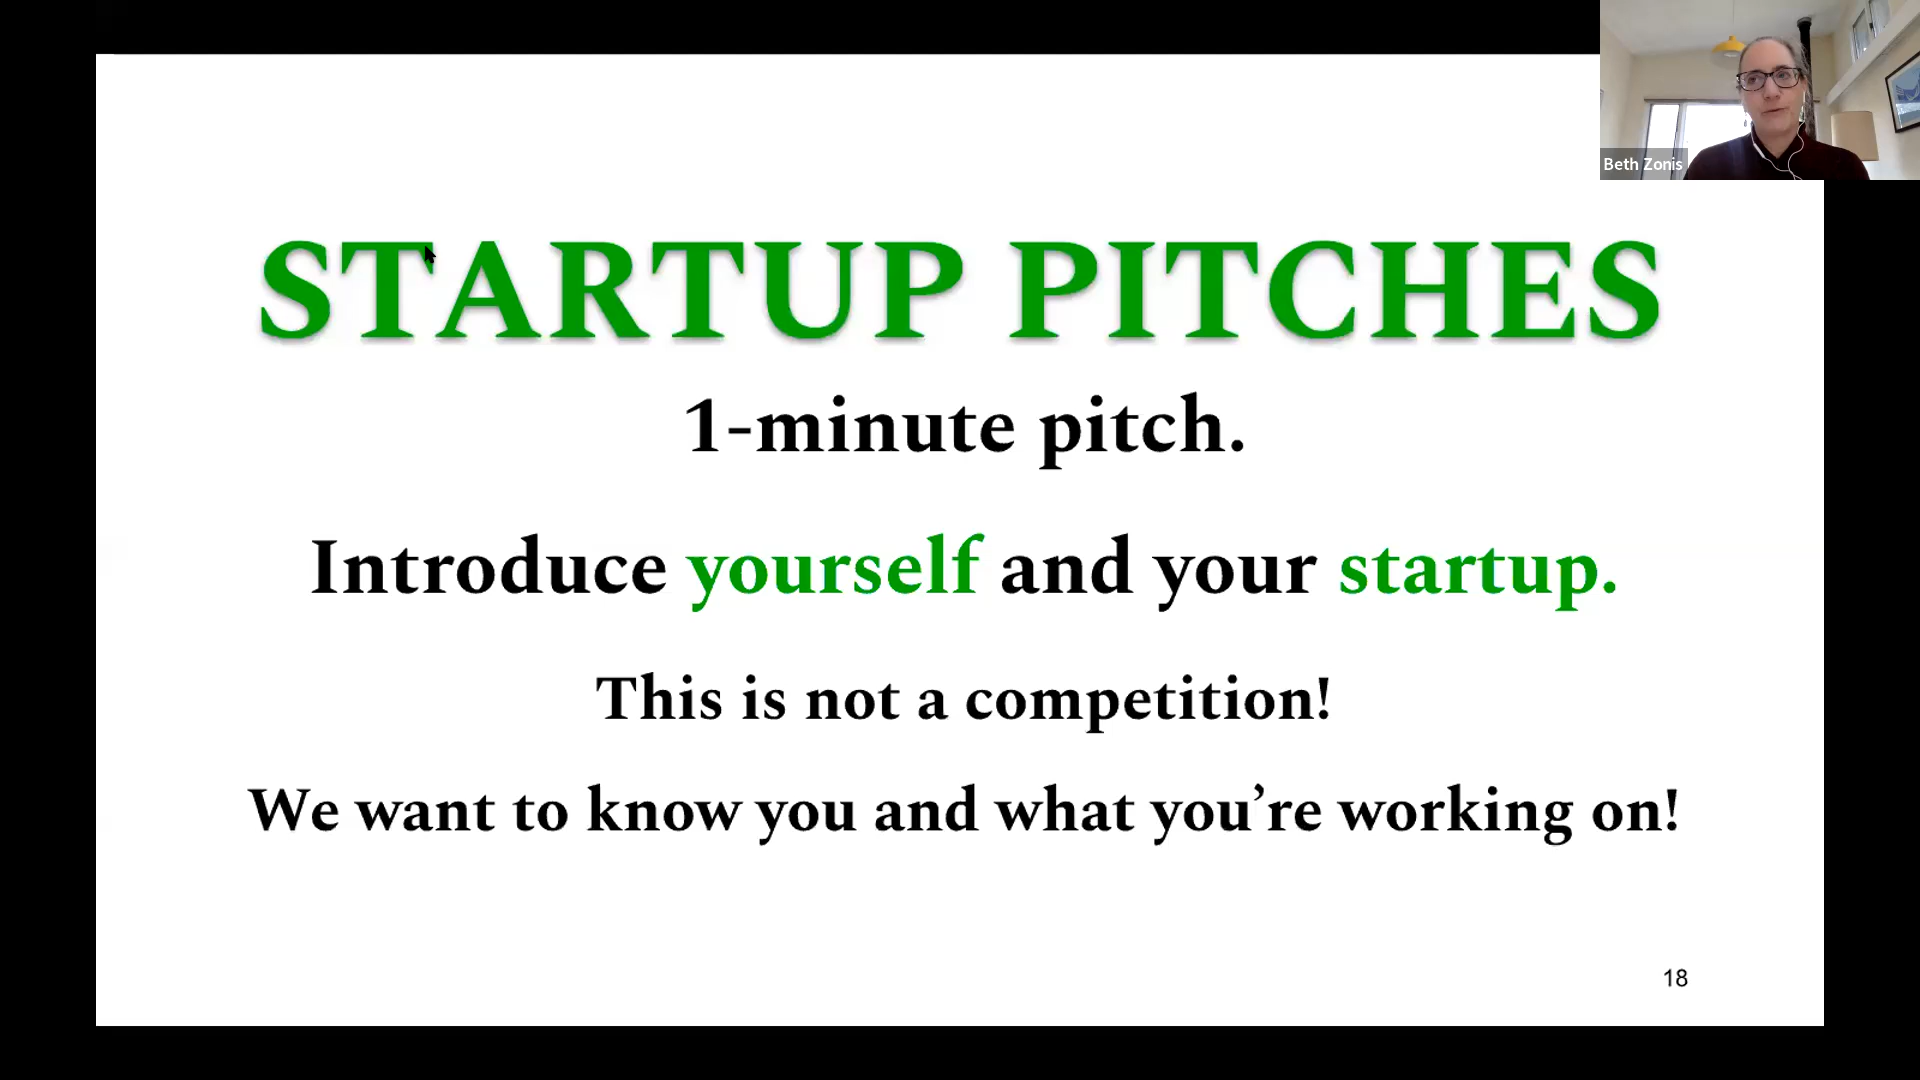 Beth Zonis
STARTUP PITCHES
1-minute pitch.
Introduce yourself and your startup.
This is not a competition!
We want to know you and what you’re working on!
18